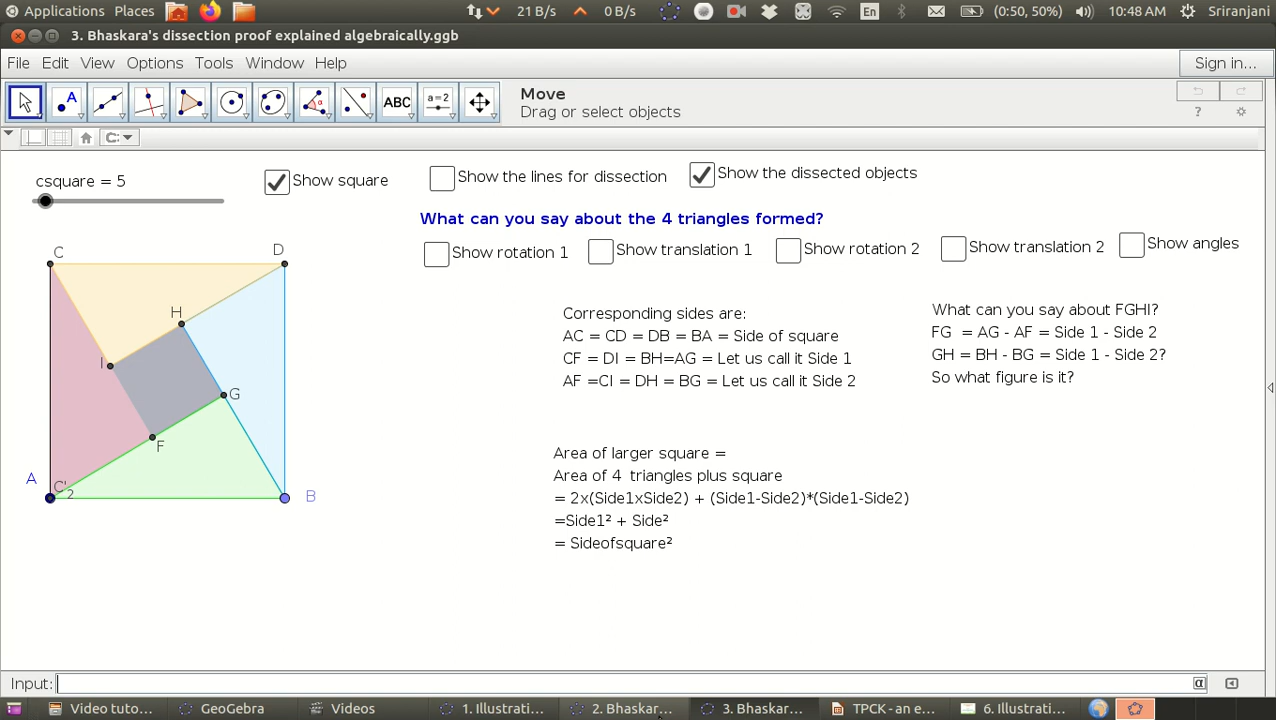 Applications Places 21 B/s 0 B/s En (0:50, 50%) 10:48 AM Sriranjani
3. Bhaskara's dissection proof explained algebraically.ggb
File Edit View Options Tools Window Help Sign in...
A ABC a=2 Move
Drag or select objects ?
csquare = 5 Show square Show the lines for dissection Show the dissected objects
What can you say about the 4 triangles formed?
Show rotation 1 Show translation 1 Show rotation 2 Show translation 2 Show angles
C D
H
I
G
F
A C'2 B
Corresponding sides are:
AC = CD = DB = BA = Side of square
CF = DI = BH=AG = Let us call it Side 1
AF =CI = DH = BG = Let us call it Side 2
What can you say about FGHI?
FG = AG - AF = Side 1 - Side 2
GH = BH - BG = Side 1 - Side 2?
So what figure is it?
Area of larger square =
Area of 4 triangles plus square
= 2x(Side1xSide2) + (Side1-Side2)*(Side1-Side2)
=Side1² + Side²
= Sideofsquare²
Input: α
Video tuto... GeoGebra Videos 1. Illustrati... 2. Bhaskar... 3. Bhaskar... TPCK - an e... 6. Illustrati...